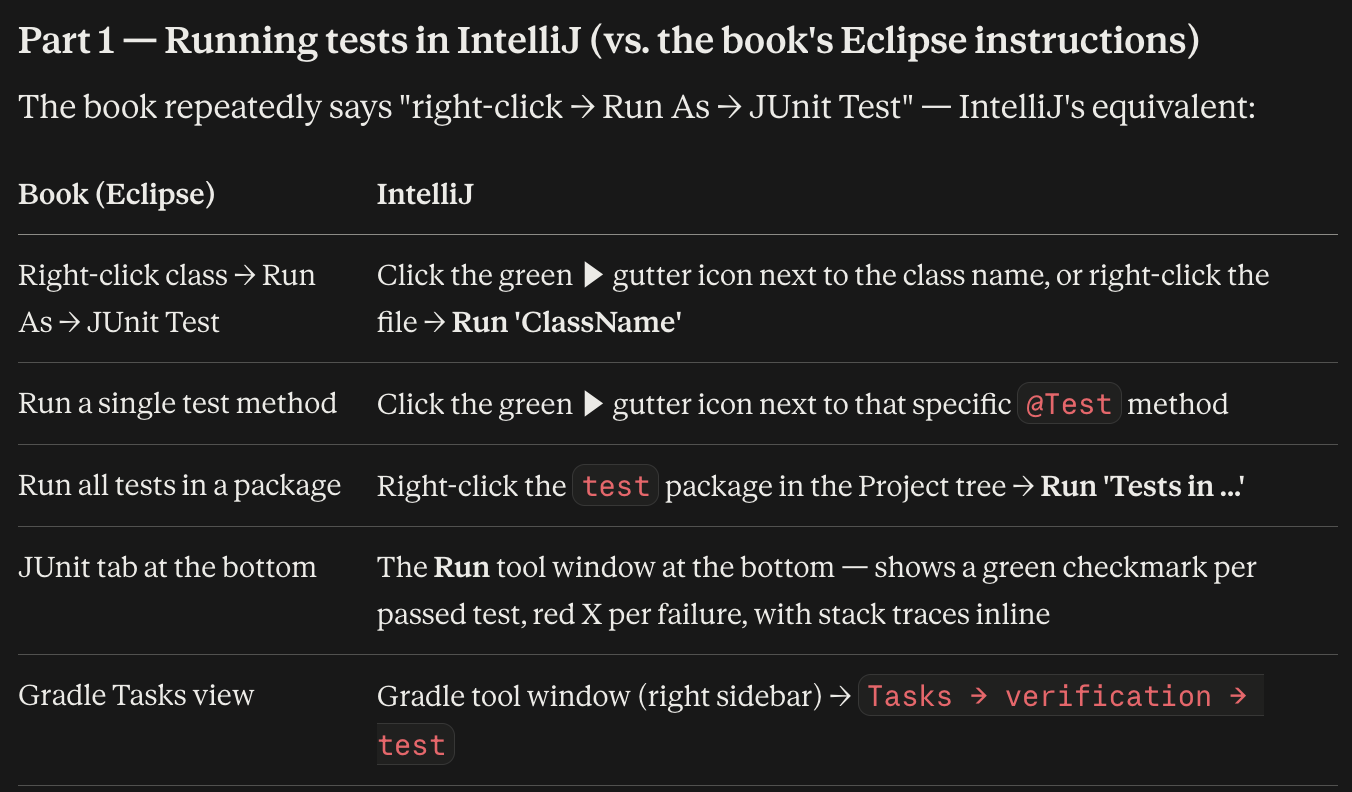 Part 1 — Running tests in IntelliJ (vs. the book's Eclipse instructions)
The book repeatedly says "right-click → Run As → JUnit Test" — IntelliJ's equivalent:
Book (Eclipse) IntelliJ
Right-click class → Run Click the green ▶ gutter icon next to the class name, or right-click the
As → JUnit Test file → Run 'ClassName'
Run a single test method Click the green ▶ gutter icon next to that specific @Test method
Run all tests in a package Right-click the test package in the Project tree → Run 'Tests in ...'
JUnit tab at the bottom The Run tool window at the bottom — shows a green checkmark per
passed test, red X per failure, with stack traces inline
Gradle Tasks view Gradle tool window (right sidebar) → Tasks → verification →
test